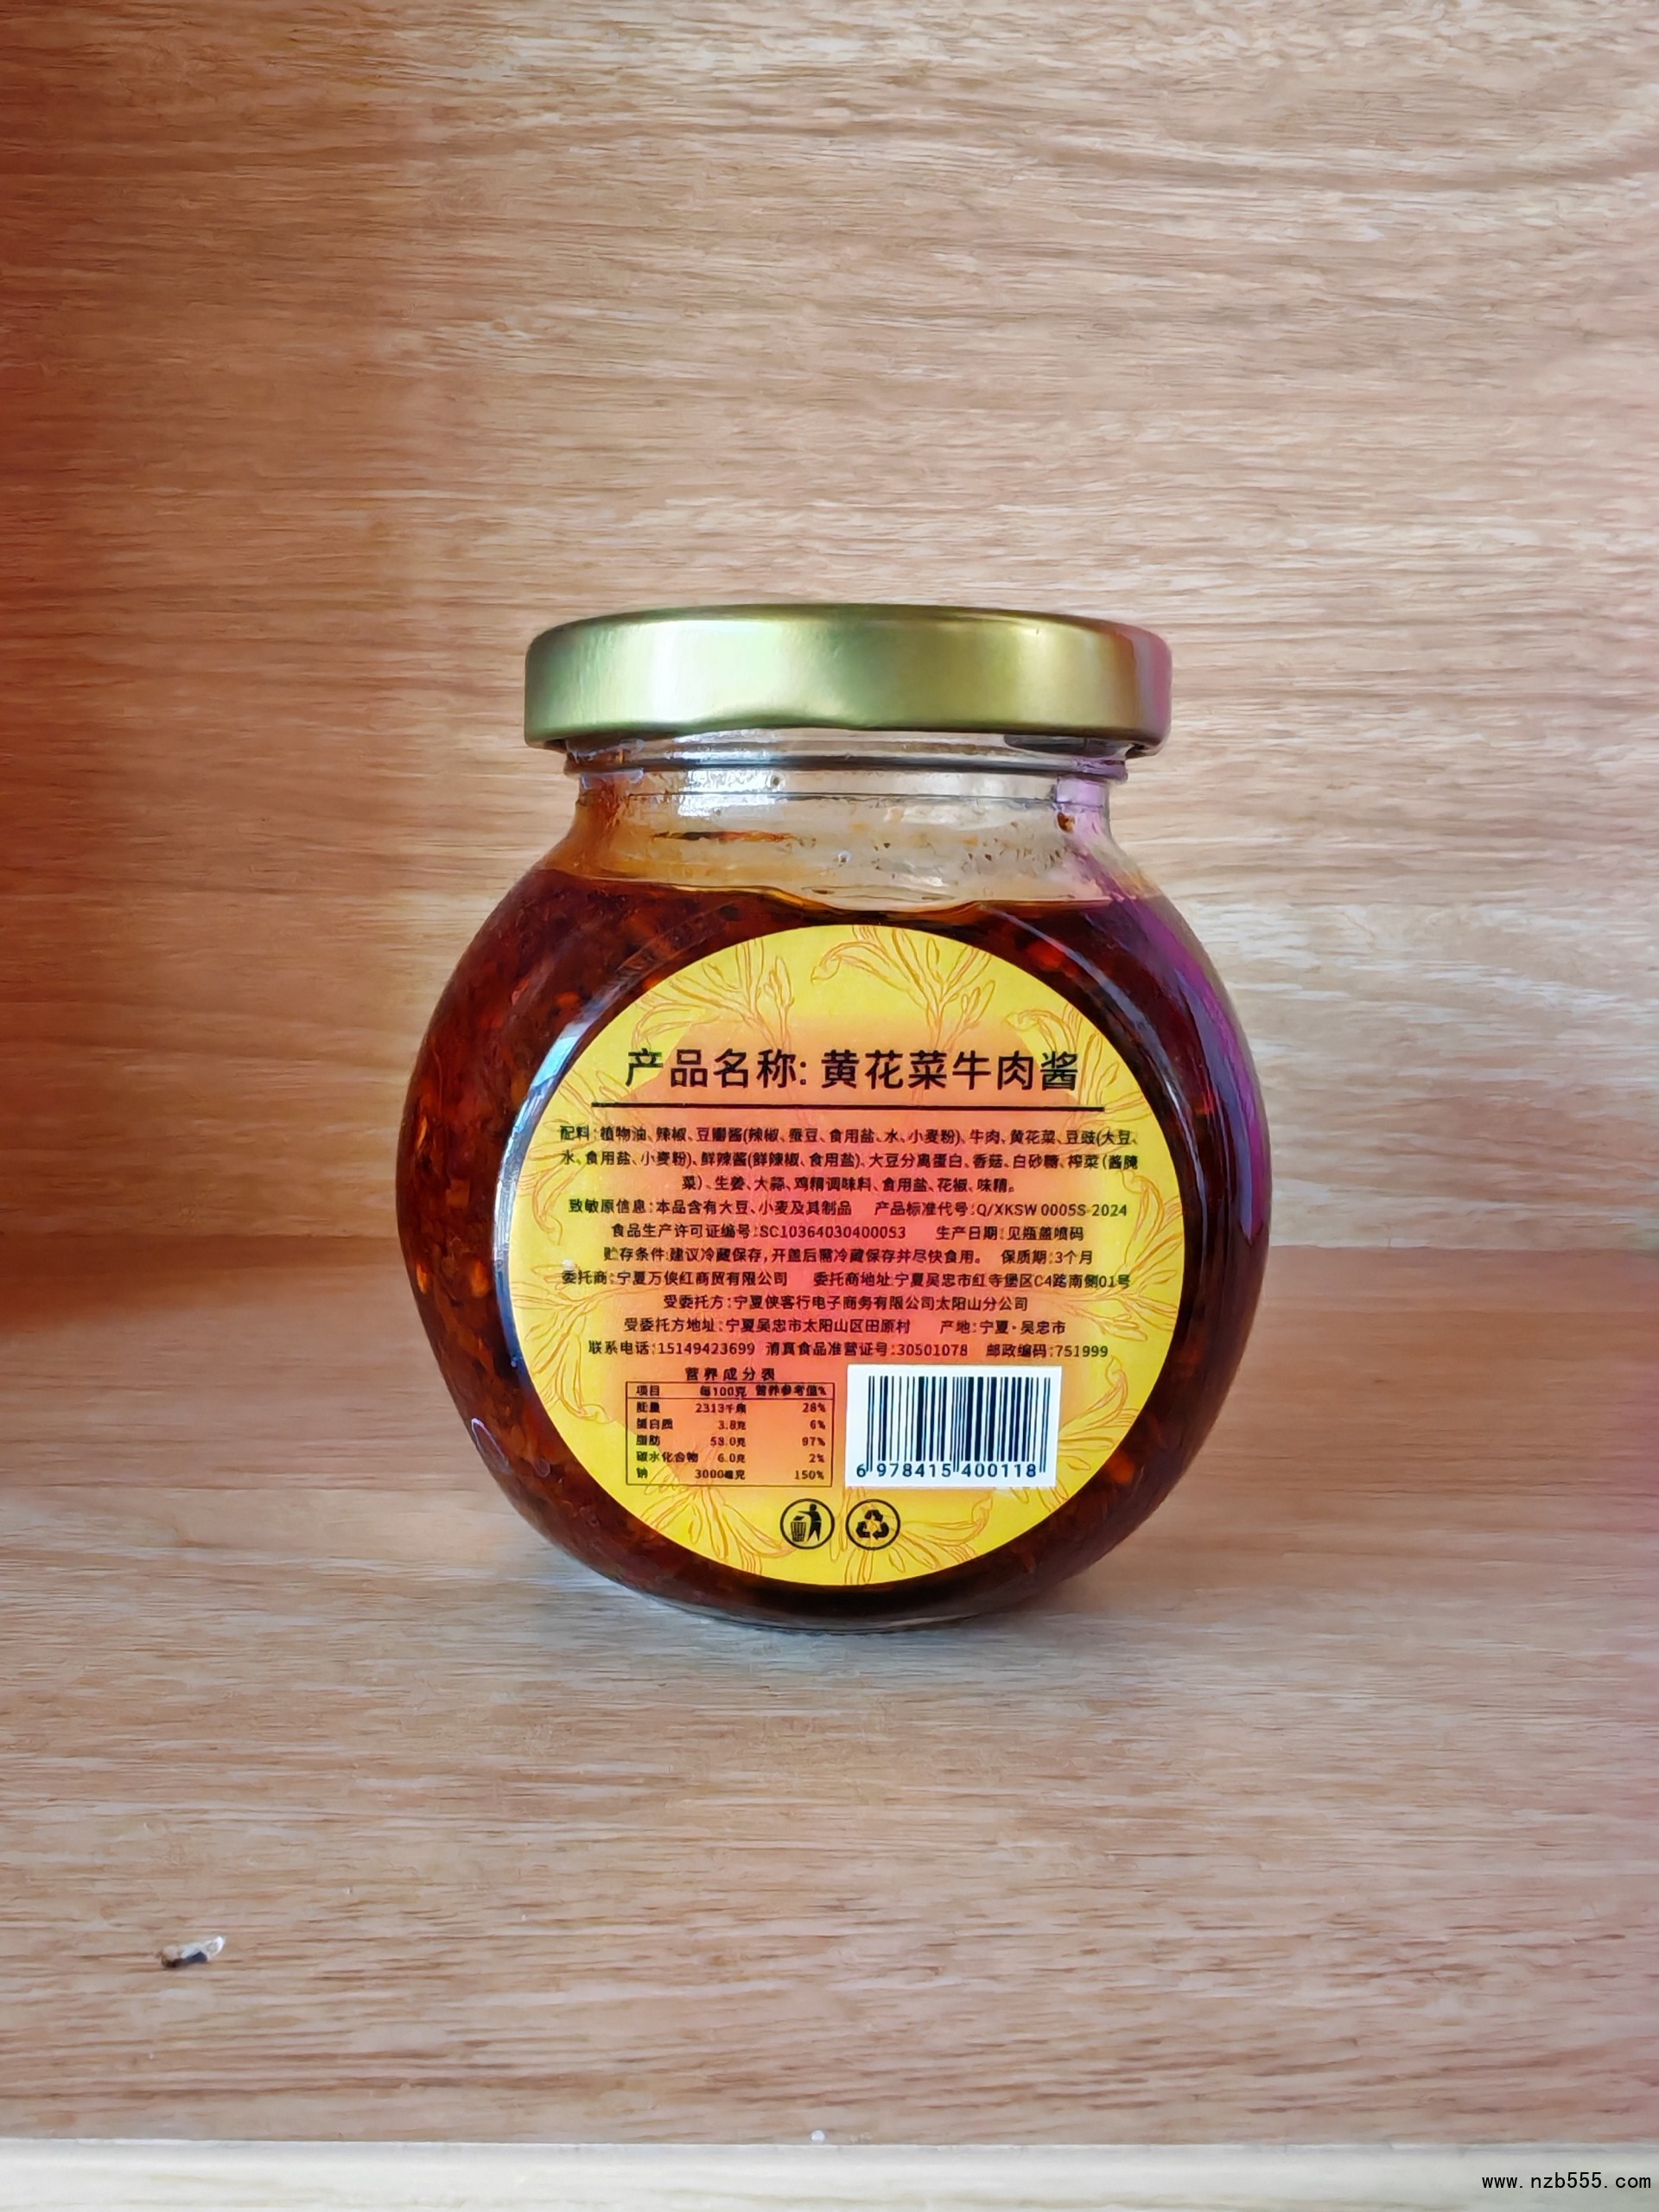 产品名称: 黄花菜牛肉酱
配料:植物油、辣椒、豆瓣酱(辣椒、蚕豆、食用盐、水、小麦粉)、牛肉、黄花菜、豆豉(大豆、
水、食用盐、小麦粉)、鲜辣酱(鲜辣椒、食用盐)、大豆分离蛋白、香菇、白砂糖、榨菜(酱腌
菜)、生姜、大蒜、鸡精调味料、食用盐、花椒、味精。
致敏原信息:本品含有大豆、小麦及其制品 产品标准代号:Q/XKSW 0005S-2024
食品生产许可证编号:SC10364030400053 生产日期:见瓶盖喷码
贮存条件:建议冷藏保存,开盖后需冷藏保存并尽快食用。 保质期:3个月
委托商:宁夏万侠红商贸有限公司 委托商地址:宁夏吴忠市红寺堡区C4路南侧01号
受委托方:宁夏侠客行电子商务有限公司太阳山分公司
受委托方地址:宁夏吴忠市太阳山区田原村 产地:宁夏·吴忠市
联系电话:15149423699 清真食品准营证号:30501078 邮政编码:751999
营养成分表
项目 每100克 营养参考值%
能量 2313千焦 28%
蛋白质 3.8克 6%
脂肪 58.0克 97%
碳水化合物 6.0克 2%
钠 3000毫克 150%
6 978415 400118
www.nzb555.com